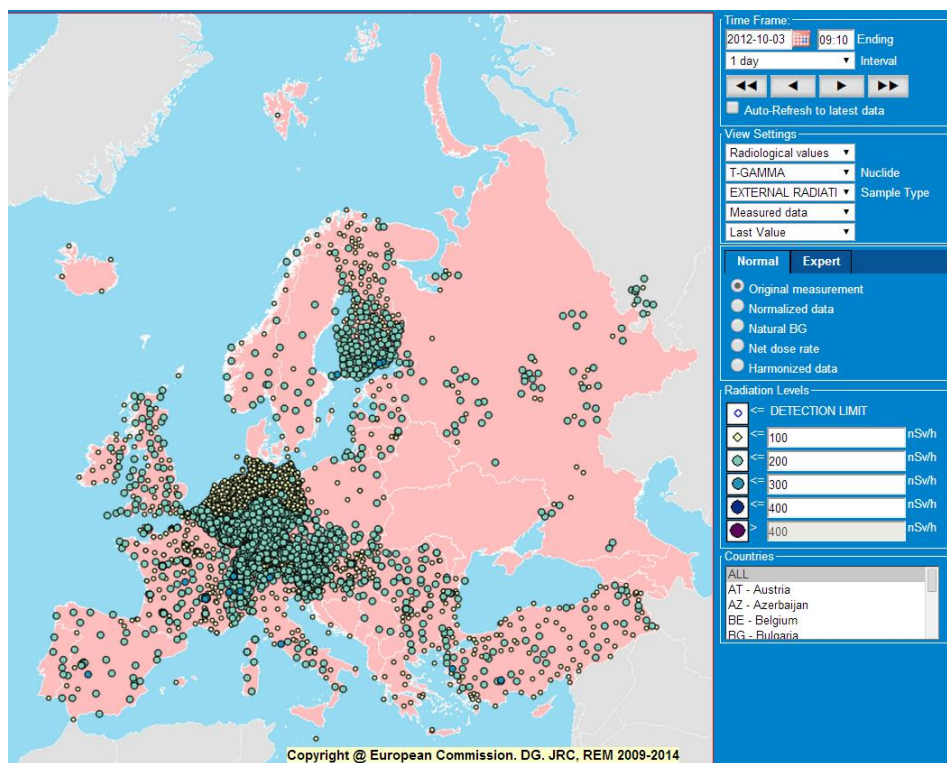 Time Frame:
2012-10-03 09:10 Ending
1 day Interval
Auto-Refresh to latest data
View Settings
Radiological values
T-GAMMA Nuclide
EXTERNAL RADIATI Sample Type
Measured data
Last Value
Normal Expert
Original measurement
Normalized data
Natural BG
Net dose rate
Harmonized data
Radiation Levels
<= DETECTION LIMIT
<= 100 nSv/h
<= 200 nSv/h
<= 300 nSv/h
<= 400 nSv/h
> 400 nSv/h
Countries
ALL
AT - Austria
AZ - Azerbaijan
BE - Belgium
BG - Bulgaria
Copyright @ European Commission. DG. JRC, REM 2009-2014